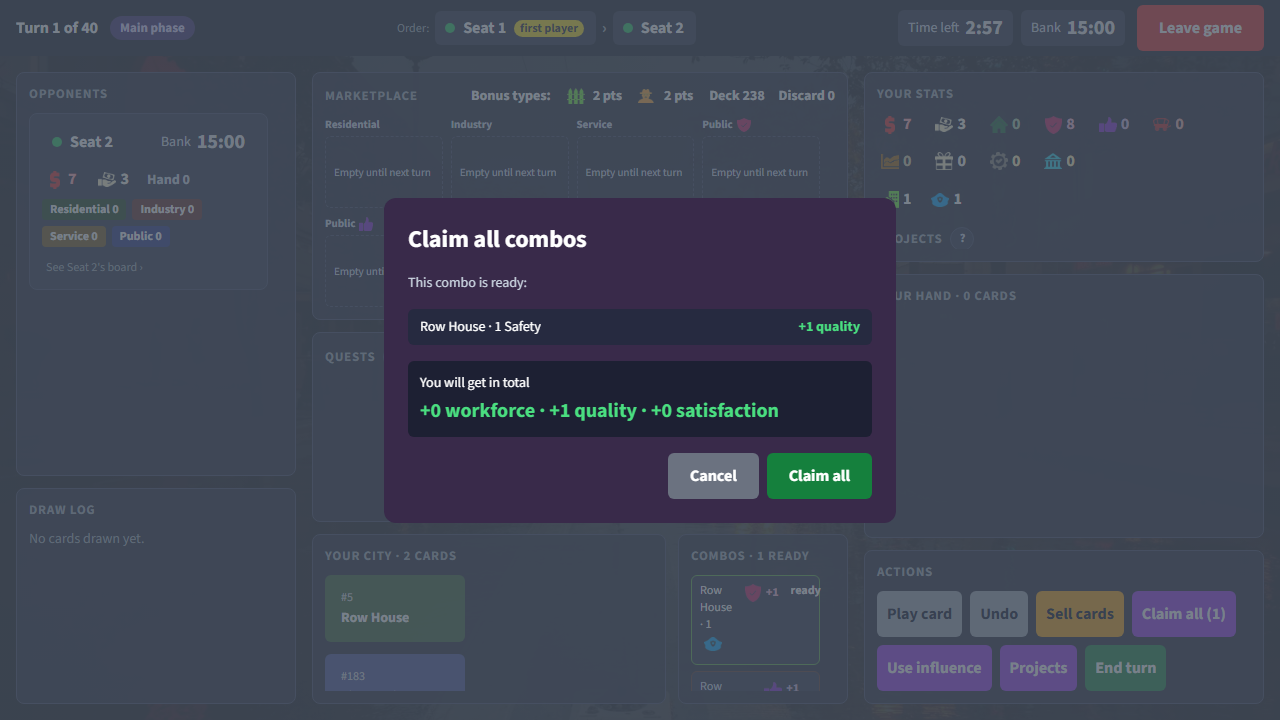 Turn 1 of 40
Main phase
Order:
Seat 1
first player
›
Seat 2
Time left 2:57
Bank 15:00
Leave game
OPPONENTS
Seat 2
Bank 15:00
7
3
Hand 0
Residential 0
Industry 0
Service 0
Public 0
See Seat 2's board ›
DRAW LOG
No cards drawn yet.
MARKETPLACE
Bonus types:
2 pts
2 pts
Deck 238
Discard 0
Residential
Industry
Service
Public
Empty until next turn
Empty until next turn
Empty until next turn
Empty until next turn
Public
Empty unti
QUESTS
Claim all combos
This combo is ready:
Row House · 1 Safety
+1 quality
You will get in total
+0 workforce · +1 quality · +0 satisfaction
Cancel
Claim all
YOUR CITY · 2 CARDS
#5
Row House
#183
COMBOS · 1 READY
Row
House
· 1
+1
ready
Row
+1
YOUR STATS
7
3
0
8
0
0
0
0
0
0
1
1
OJECTS
?
UR HAND · 0 CARDS
ACTIONS
Play card
Undo
Sell cards
Claim all (1)
Use influence
Projects
End turn